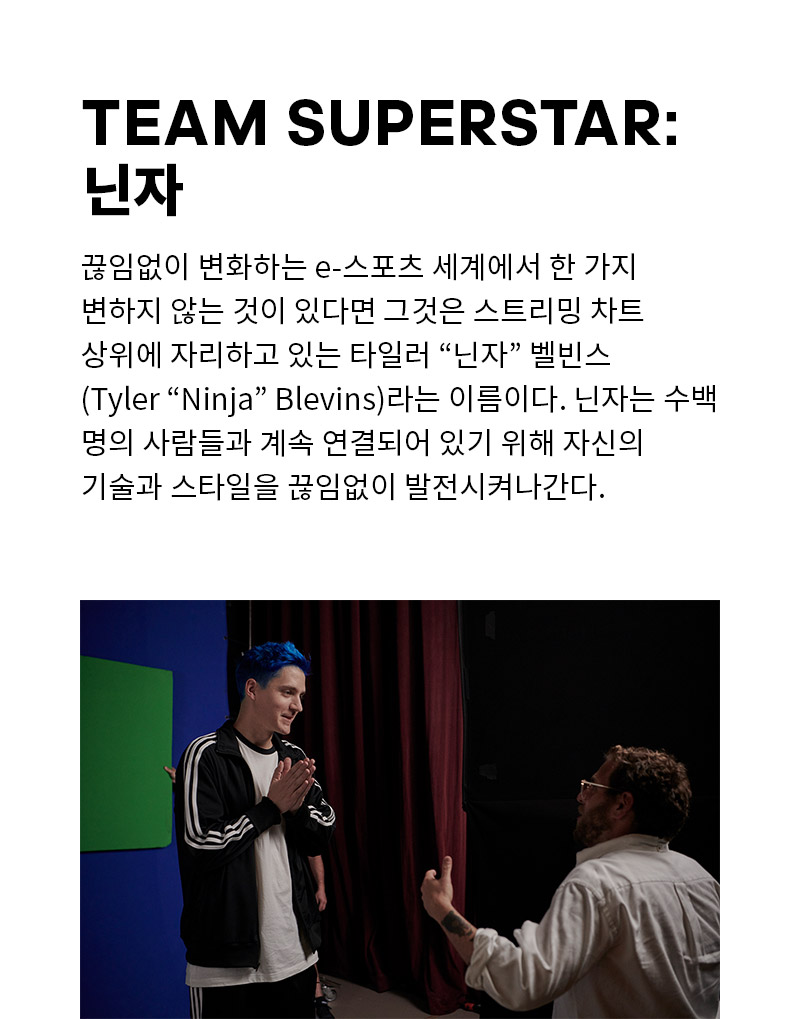 TEAM SUPERSTAR:
닌자
끊임없이 변화하는 e-스포츠 세계에서 한 가지
변하지 않는 것이 있다면 그것은 스트리밍 차트
상위에 자리하고 있는 타일러 “닌자” 벨빈스
(Tyler “Ninja” Blevins)라는 이름이다. 닌자는 수백
명의 사람들과 계속 연결되어 있기 위해 자신의
기술과 스타일을 끊임없이 발전시켜나간다.